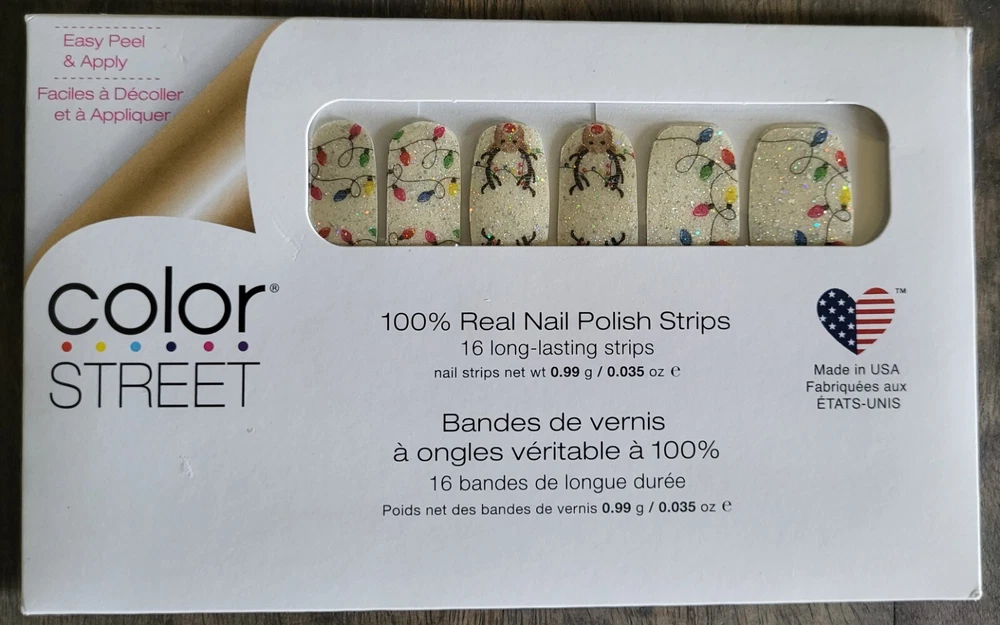 Easy Peel
& Apply
Faciles à Décoller
et à Appliquer
color®
STREET
100% Real Nail Polish Strips
16 long-lasting strips
nail strips net wt 0.99 g / 0.035 oz ℮
Bandes de vernis
à ongles véritable à 100%
16 bandes de longue durée
Poids net des bandes de vernis 0.99 g / 0.035 oz ℮
™
Made in USA
Fabriquées aux
ÉTATS-UNIS